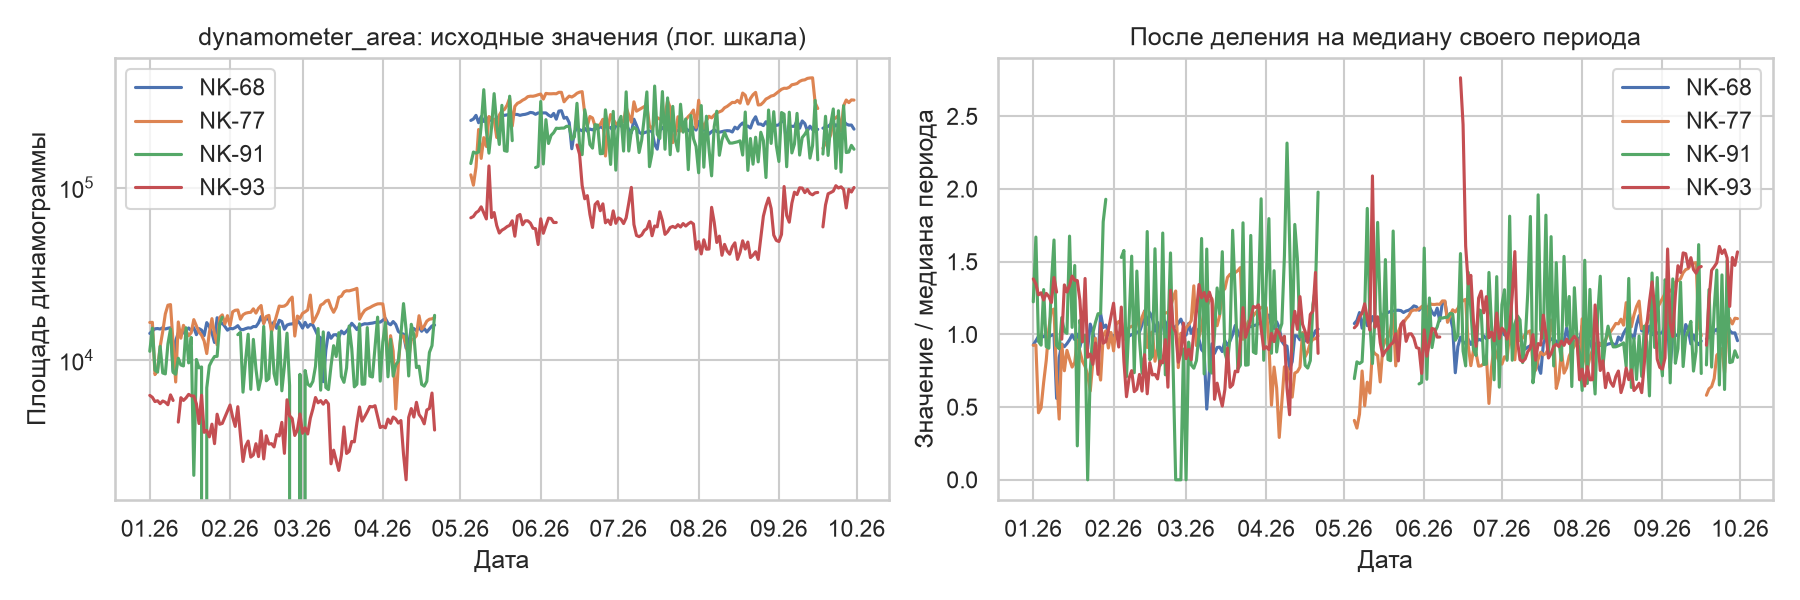 dynamometer_area: исходные значения (лог. шкала)
NK-68
NK-77
NK-91
NK-93
Площадь динамограммы
10⁵
10⁴
01.26 02.26 03.26 04.26 05.26 06.26 07.26 08.26 09.26 10.26
Дата
После деления на медиану своего периода
NK-68
NK-77
NK-91
NK-93
Значение / медиана периода
2.5
2.0
1.5
1.0
0.5
0.0
01.26 02.26 03.26 04.26 05.26 06.26 07.26 08.26 09.26 10.26
Дата